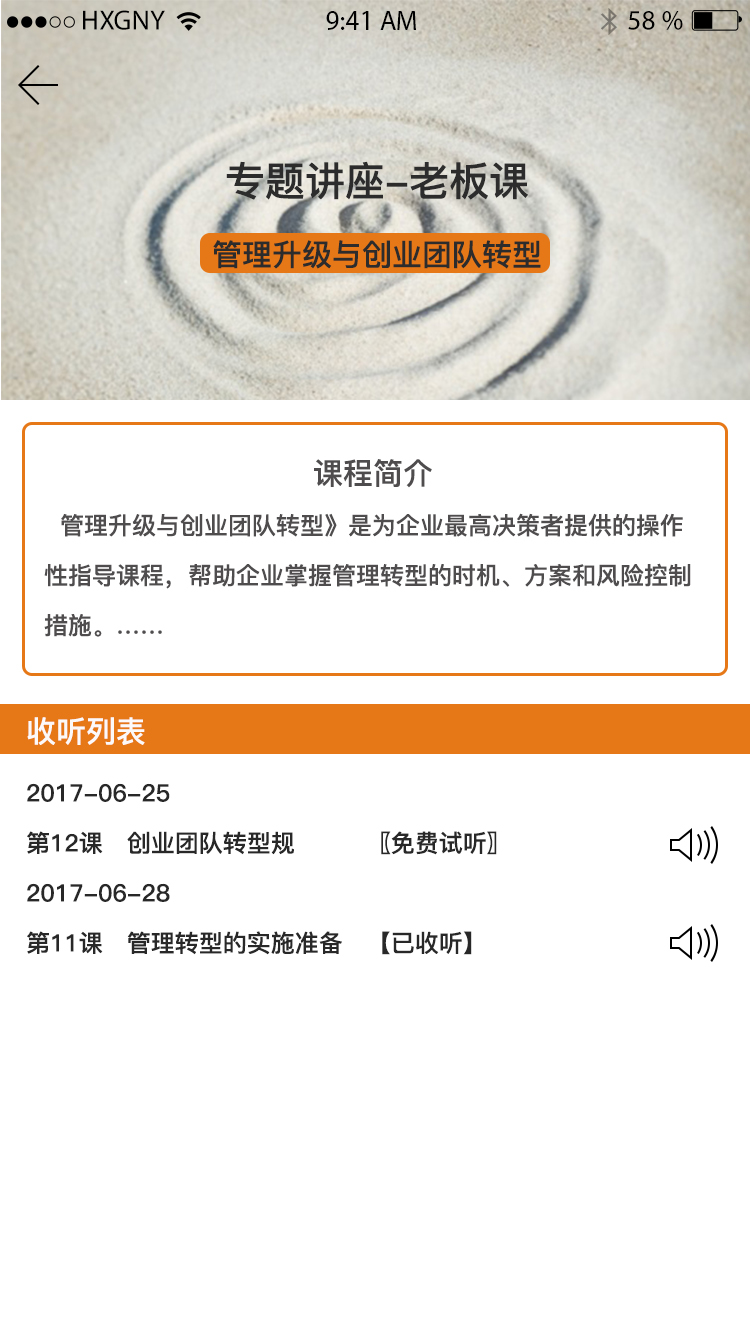 HXGNY 9:41 AM 58 %
专题讲座–老板课
管理升级与创业团队转型
课程简介
管理升级与创业团队转型》是为企业最高决策者提供的操作
性指导课程，帮助企业掌握管理转型的时机、方案和风险控制
措施。……
收听列表
2017–06–25
第12课 创业团队转型规 〖免费试听〗
2017–06–28
第11课 管理转型的实施准备 【已收听】